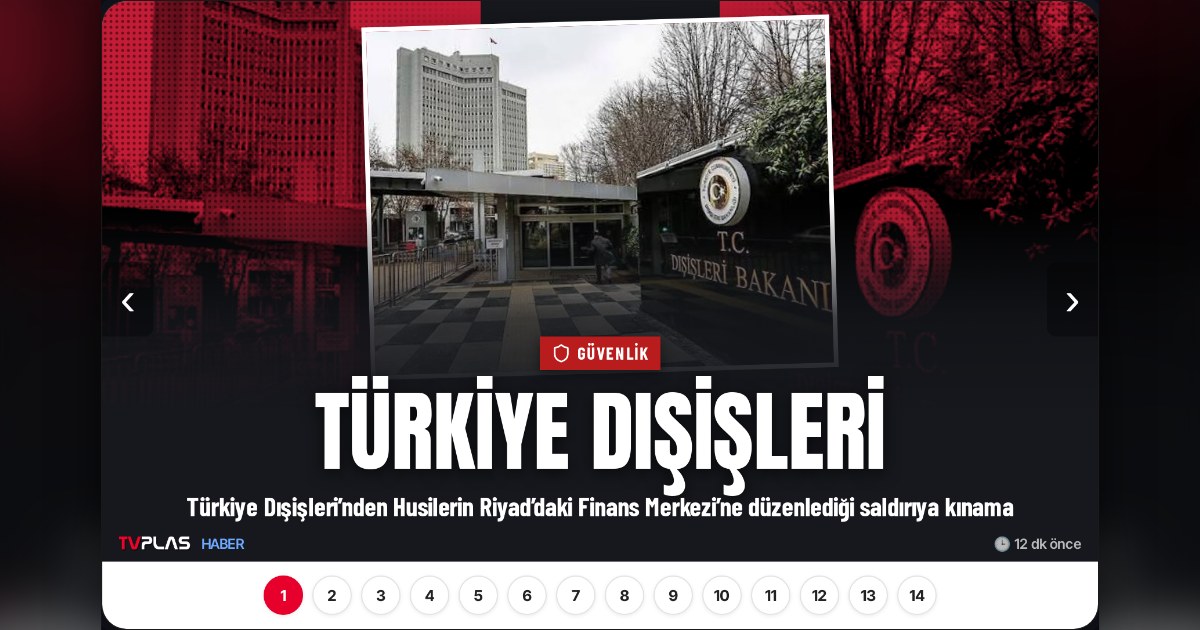 T.C.
DIŞİŞLERİ BAKANI
T.C.
GÜVENLİK
TÜRKİYE DIŞİŞLERİ
Türkiye Dışişleri’nden Husilerin Riyad’daki Finans Merkezi’ne düzenlediği saldırıya kınama
TVPLAS HABER
12 dk önce
1 2 3 4 5 6 7 8 9 10 11 12 13 14